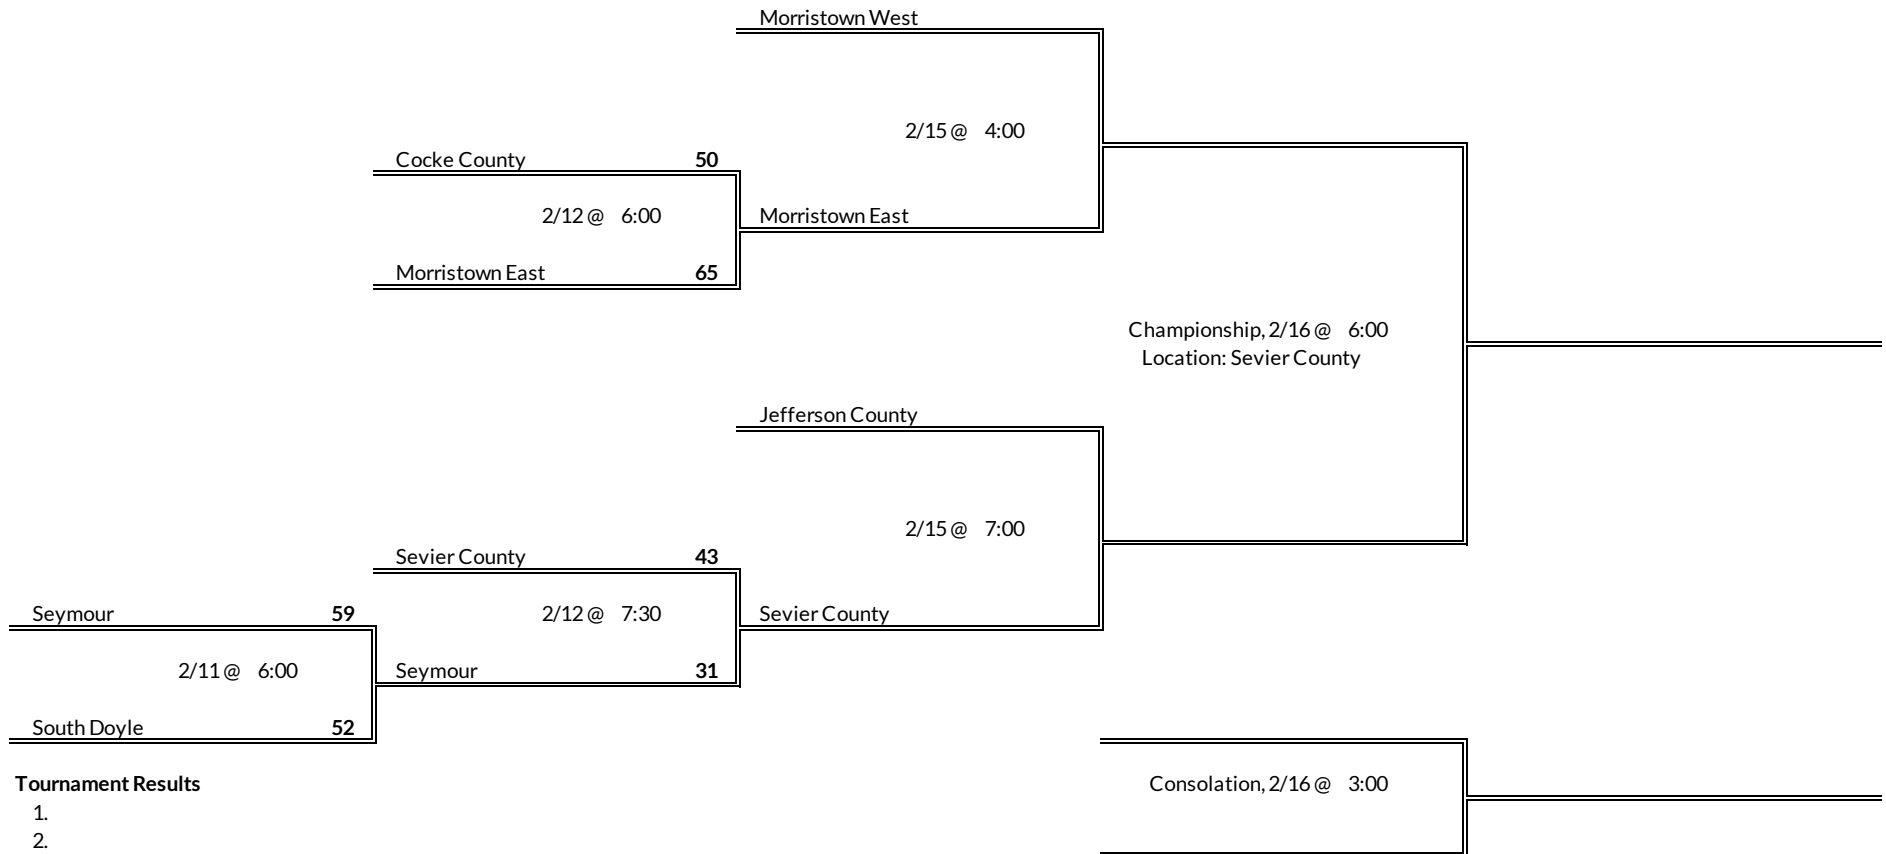 Morristown West
2/15 @ 4:00
Cocke County 50
2/12 @ 6:00
Morristown East
Morristown East 65
Championship, 2/16 @ 6:00
Location: Sevier County
Jefferson County
2/15 @ 7:00
Sevier County 43
Seymour 59
2/12 @ 7:30
Sevier County
2/11 @ 6:00
Seymour 31
South Doyle 52
Tournament Results
Consolation, 2/16 @ 3:00
1.
2.